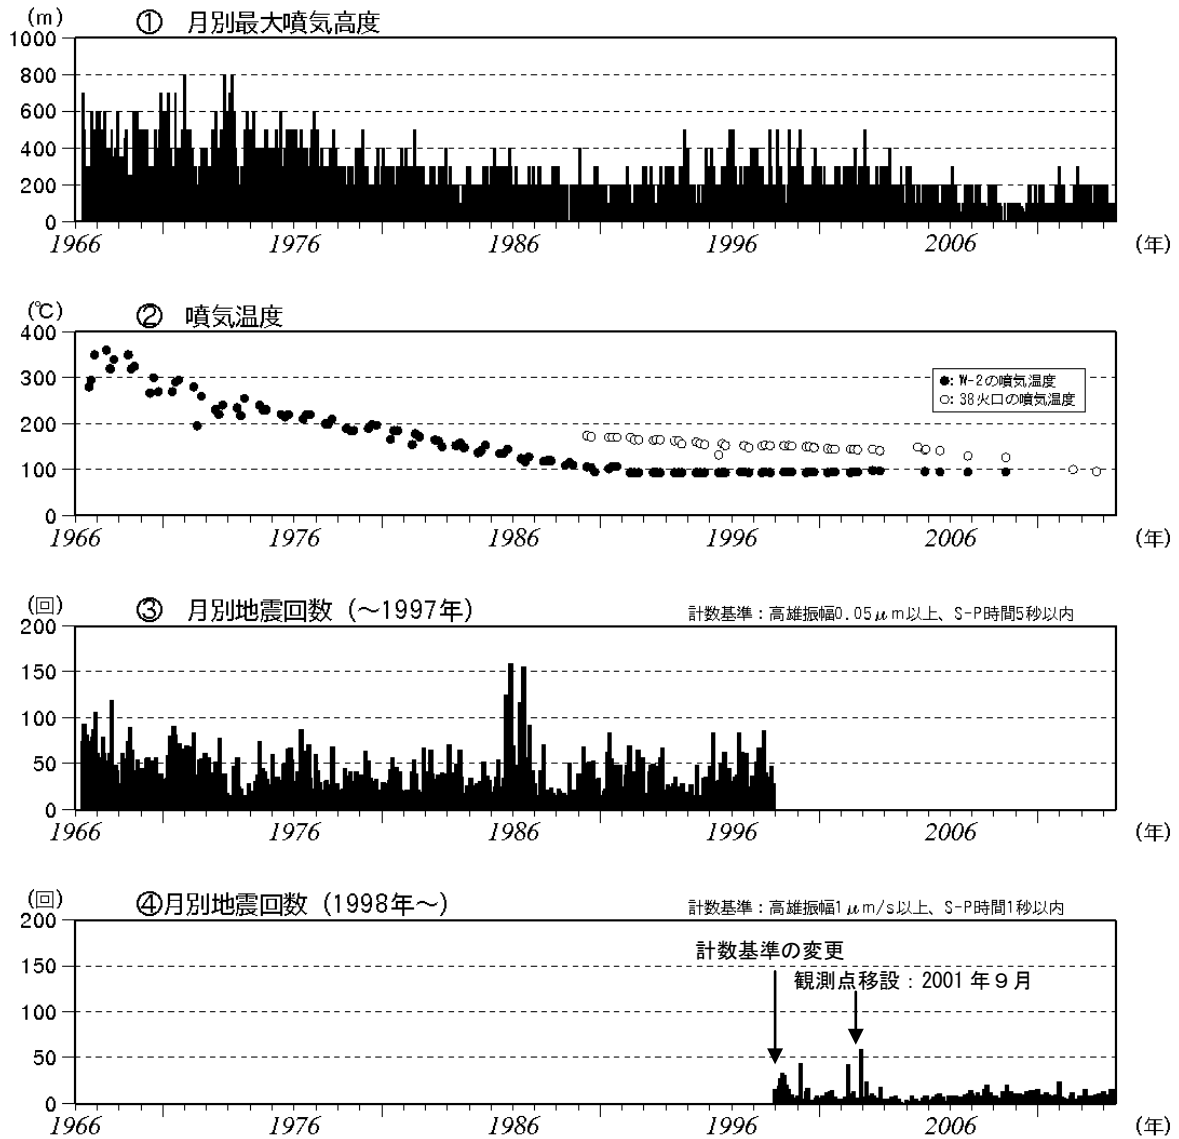 (m) ① 月別最大噴気高度
1000
800
600
400
200
0
1966 1976 1986 1996 2006 (年)
(℃) ② 噴気温度
400
300
200
100
0
●: W-2の噴気温度
○: 38火口の噴気温度
1966 1976 1986 1996 2006 (年)
(回) ③ 月別地震回数 (～1997年) 計数基準：高雄振幅0.05μm以上、S-P時間5秒以内
200
150
100
50
0
1966 1976 1986 1996 2006 (年)
(回) ④月別地震回数 (1998年～) 計数基準：高雄振幅1μm/s以上、S-P時間1秒以内
200
150
100
50
0
計数基準の変更
観測点移設：2001年９月
1966 1976 1986 1996 2006 (年)